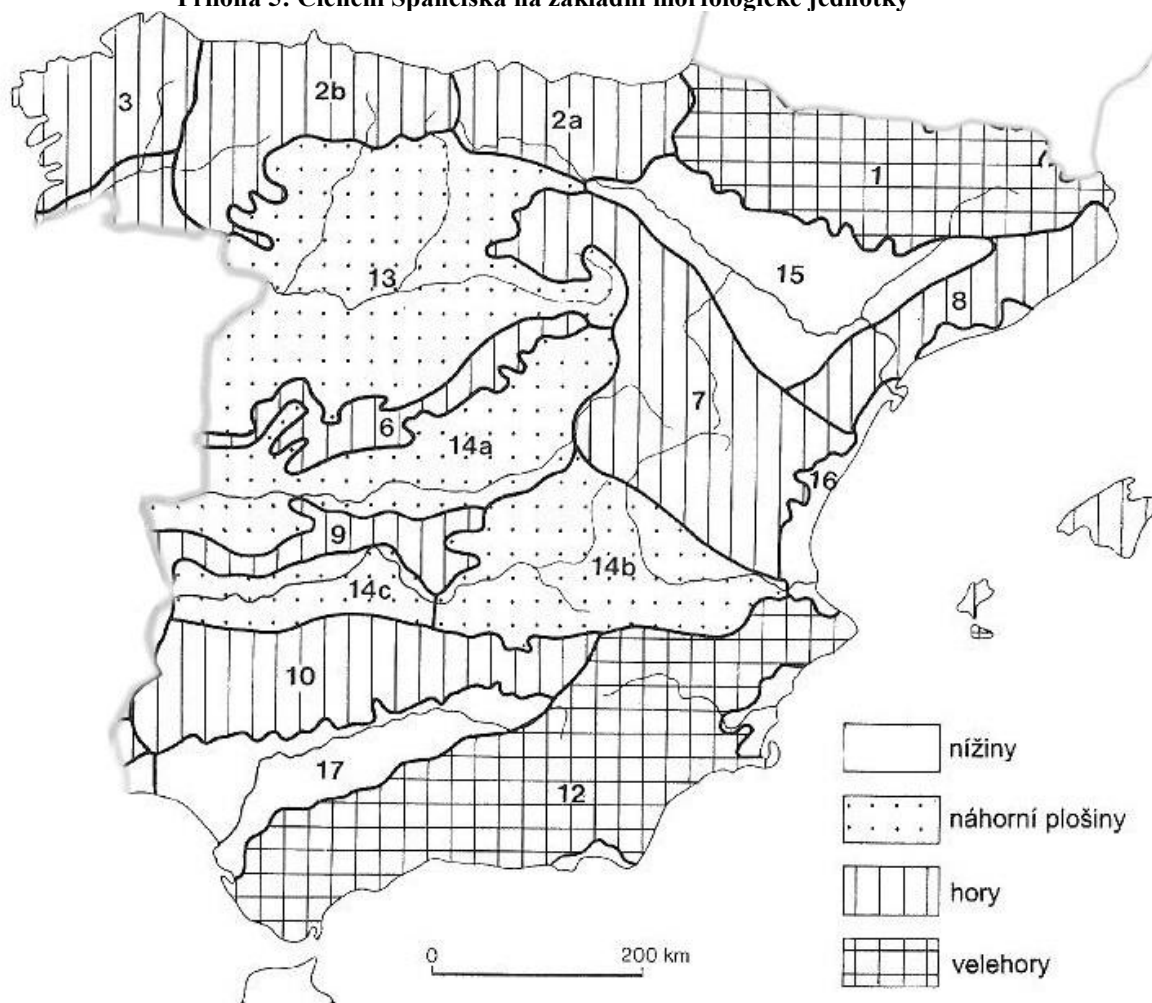 Příloha Členění Španělska na základní morfologické jednotky
3
2b
2a
1
13
15
8
7
6
14a
16
9
14b
14c
10
17
12
nížiny
náhorní plošiny
hory
velehory
0 200 km